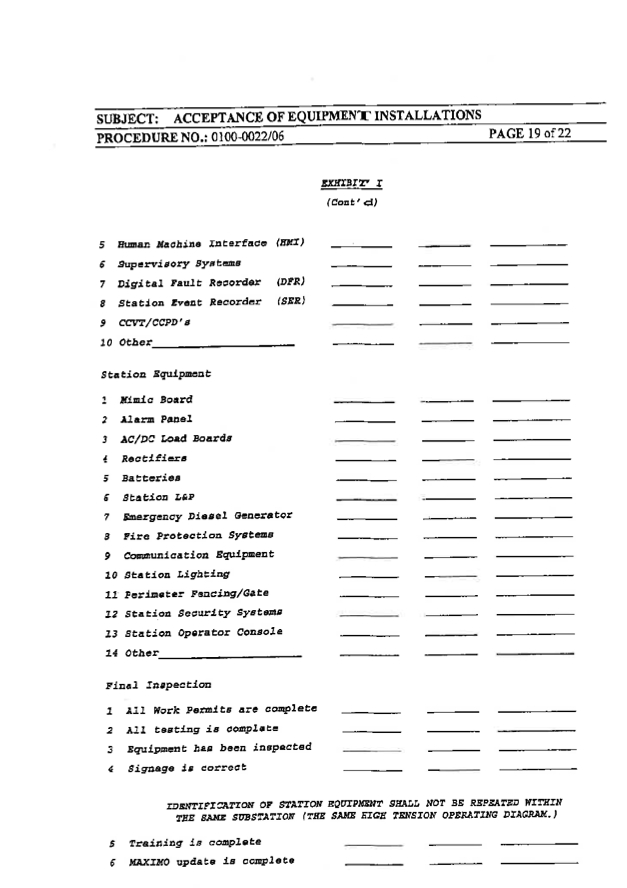 SUBJECT: ACCEPTANCE OF EQUIPMENT INSTALLATIONS
PROCEDURE NO.: 0100-0022/06 PAGE 19 of 22
EXHIBIT I
(Cont'd)
5 Human Machine Interface (HMI)
6 Supervisory Systems
7 Digital Fault Recorder (DFR)
8 Station Event Recorder (SER)
9 CCVT/CCPD's
10 Other
Station Equipment
1 Mimic Board
2 Alarm Panel
3 AC/DC Load Boards
4 Rectifiers
5 Batteries
6 Station L&P
7 Emergency Diesel Generator
8 Fire Protection Systems
9 Communication Equipment
10 Station Lighting
11 Perimeter Fencing/Gate
12 Station Security Systems
13 Station Operator Console
14 Other
Final Inspection
1 All Work Permits are complete
2 All testing is complete
3 Equipment has been inspected
4 Signage is correct
IDENTIFICATION OF STATION EQUIPMENT SHALL NOT BE REPEATED WITHIN
THE SAME SUBSTATION (THE SAME HIGH TENSION OPERATING DIAGRAM.)
5 Training is complete
6 MAXIMO update is complete